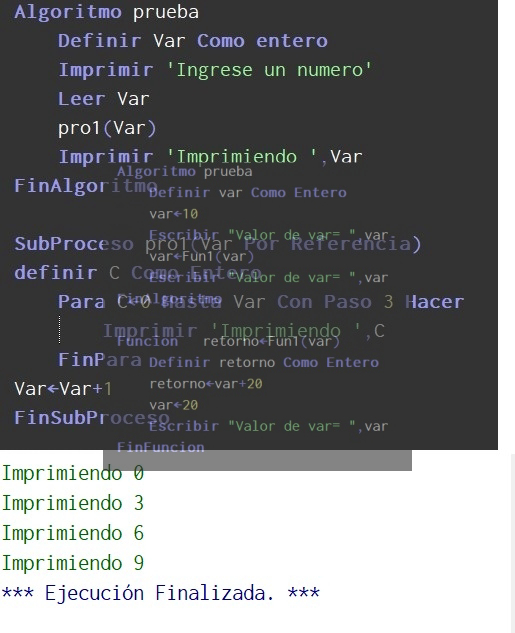 Algoritmo prueba
Definir Var Como entero
Imprimir 'Ingrese un numero'
Leer Var
pro1(Var)
Imprimir 'Imprimiendo ',Var
FinAlgoritmo
SubProceso pro1(Var Por Referencia)
definir C Como Entero
Para C←0 Hasta Var Con Paso 3 Hacer
Imprimir 'Imprimiendo ',C
FinPara
Var←Var+1
FinSubProceso
Algoritmo prueba
Definir var Como Entero
var←10
Escribir "Valor de var= ",var
var←Fun1(var)
Escribir "Valor de var= ",var
FinAlgoritmo
Funcion retorno←Fun1(var)
Definir retorno Como Entero
retorno←var+20
var←20
Escribir "Valor de var= ",var
FinFuncion
Imprimiendo 0
Imprimiendo 3
Imprimiendo 6
Imprimiendo 9
*** Ejecución Finalizada. ***